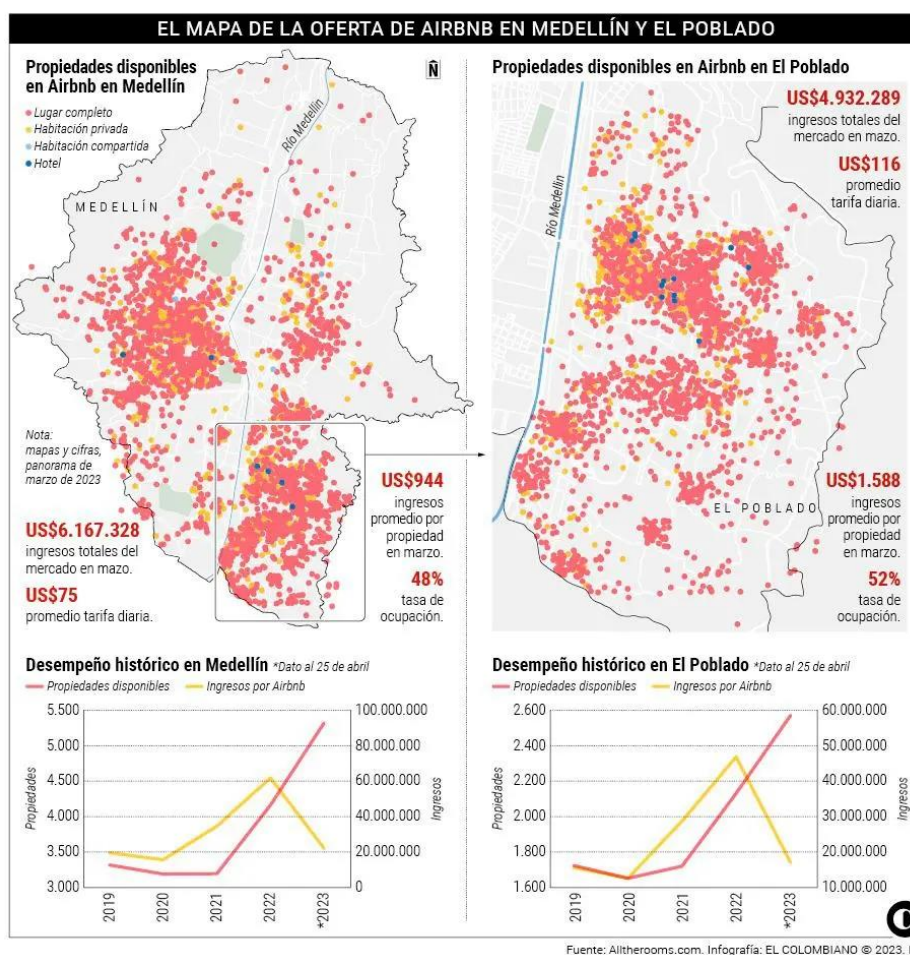 EL MAPA DE LA OFERTA DE AIRBNB EN MEDELLÍN Y EL POBLADO
Propiedades disponibles
en Airbnb en Medellín
Lugar completo
Habitación privada
Habitación compartida
Hotel
N
Río Medellín
MEDELLÍN
Nota:
mapas y cifras,
panorama de
marzo de 2023
US$6.167.328
ingresos totales del
mercado en mazo.
US$75
promedio tarifa diaria.
US$944
ingresos
promedio por
propiedad
en marzo.
48%
tasa de
ocupación.
Propiedades disponibles en Airbnb en El Poblado
US$4.932.289
ingresos totales del
mercado en mazo.
US$116
promedio
tarifa diaria.
Río Medellín
EL POBLADO
US$1.588
ingresos
promedio por
propiedad
en marzo.
52%
tasa de
ocupación.
Desempeño histórico en Medellín *Dato al 25 de abril
Propiedades disponibles Ingresos por Airbnb
5.500 100.000.000
5.000 80.000.000
4.500 60.000.000
4.000 40.000.000
3.500 20.000.000
3.000 0
Propiedades
Ingresos
2019 2020 2021 2022 *2023
Desempeño histórico en El Poblado *Dato al 25 de abril
Propiedades disponibles Ingresos por Airbnb
2.600 60.000.000
2.400 50.000.000
2.200 40.000.000
2.000 30.000.000
1.800 20.000.000
1.600 10.000.000
Propiedades
Ingresos
2019 2020 2021 2022 *2023
Fuente: Alltherooms.com. Infografía: EL COLOMBIANO © 2023.